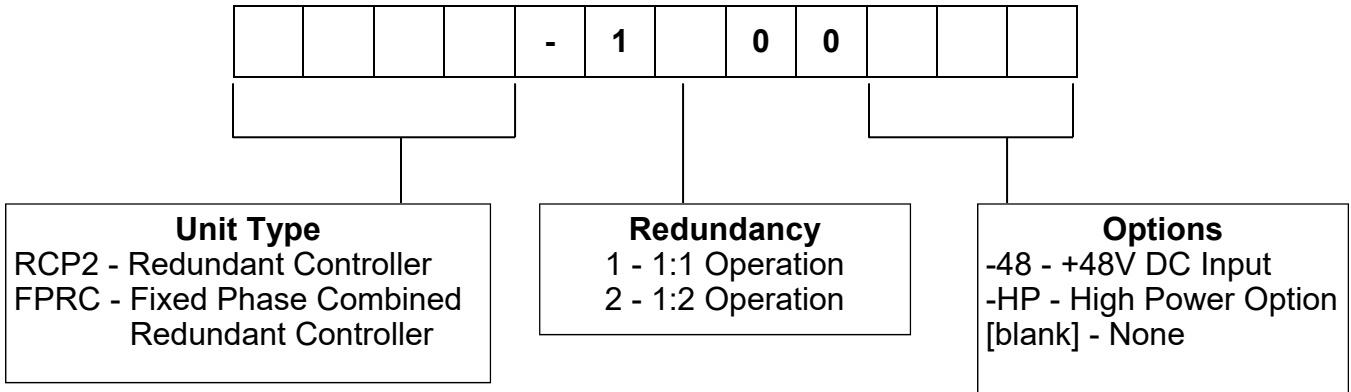 - 1 0 0
Unit Type
RCP2 - Redundant Controller
FPRC - Fixed Phase Combined
Redundant Controller
Redundancy
1 - 1:1 Operation
2 - 1:2 Operation
Options
-48 - +48V DC Input
-HP - High Power Option
[blank] - None